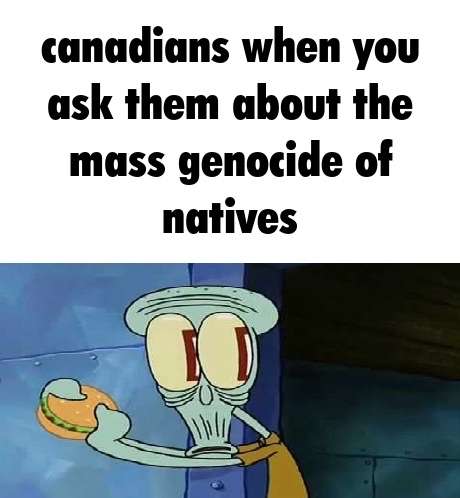 canadians when you
ask them about the
mass genocide of
natives